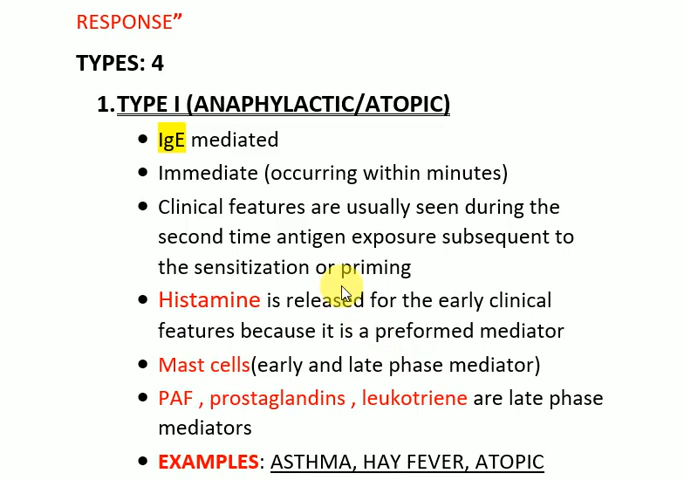 RESPONSE”
TYPES: 4
1. TYPE I (ANAPHYLACTIC/ATOPIC)
● IgE mediated
● Immediate (occurring within minutes)
● Clinical features are usually seen during the
second time antigen exposure subsequent to
the sensitization or priming
● Histamine is released for the early clinical
features because it is a preformed mediator
● Mast cells(early and late phase mediator)
● PAF , prostaglandins , leukotriene are late phase
mediators
● EXAMPLES: ASTHMA, HAY FEVER, ATOPIC